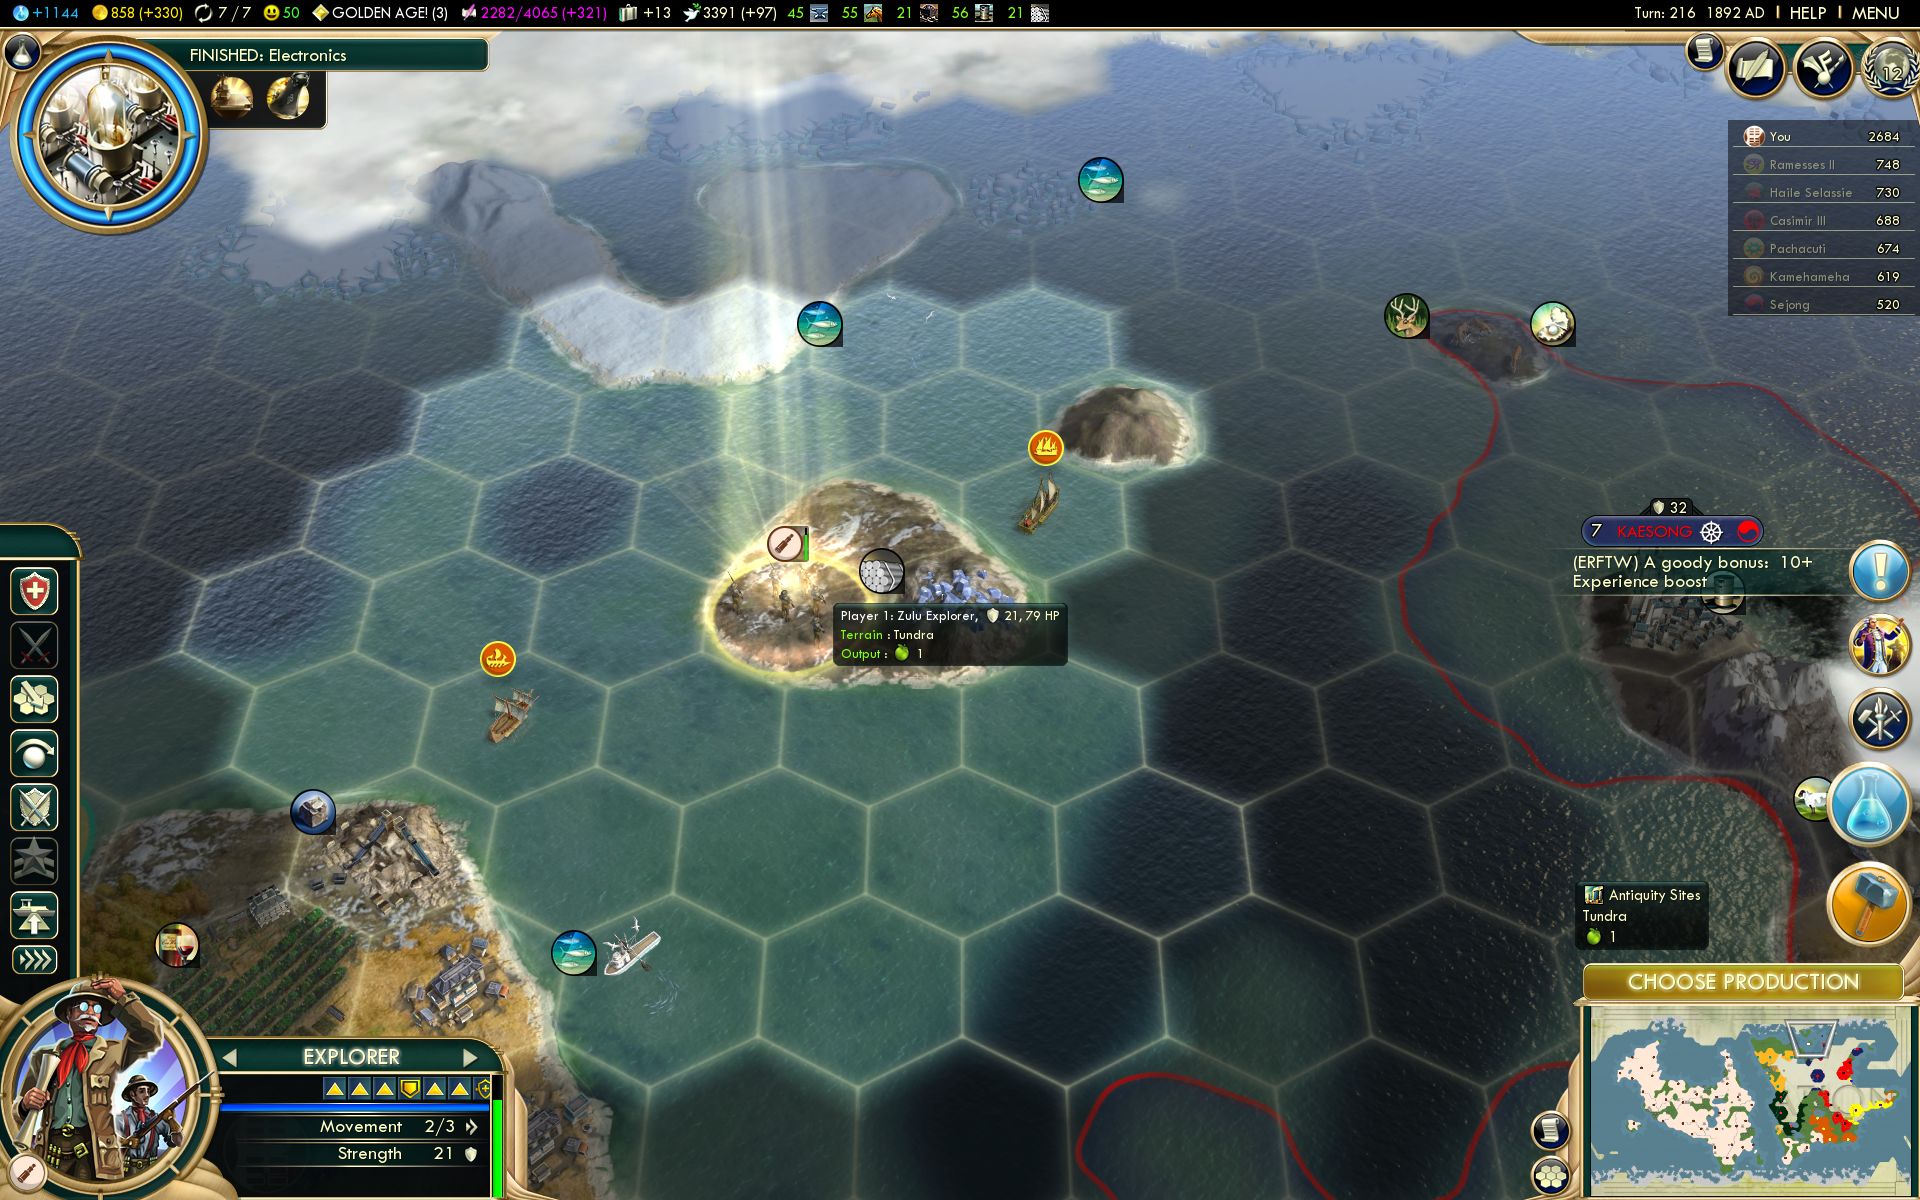 +1144 858 (+330) 7 / 7 50 GOLDEN AGE! (3) 2282/4065 (+321) +13 3391 (+97) 45 55 21 56 21 Turn: 216 1892 AD HELP MENU
FINISHED: Electronics
12
You 2684
Ramesses II 748
Haile Selassie 730
Casimir III 688
Pachacuti 674
Kamehameha 619
Sejong 520
32
7 KAESONG
(ERFTW) A goody bonus: 10+
Experience boost
Player 1: Zulu Explorer, 21, 79 HP
Terrain : Tundra
Output : 1
Antiquity Sites
Tundra
1
CHOOSE PRODUCTION
EXPLORER
Movement 2/3
Strength 21